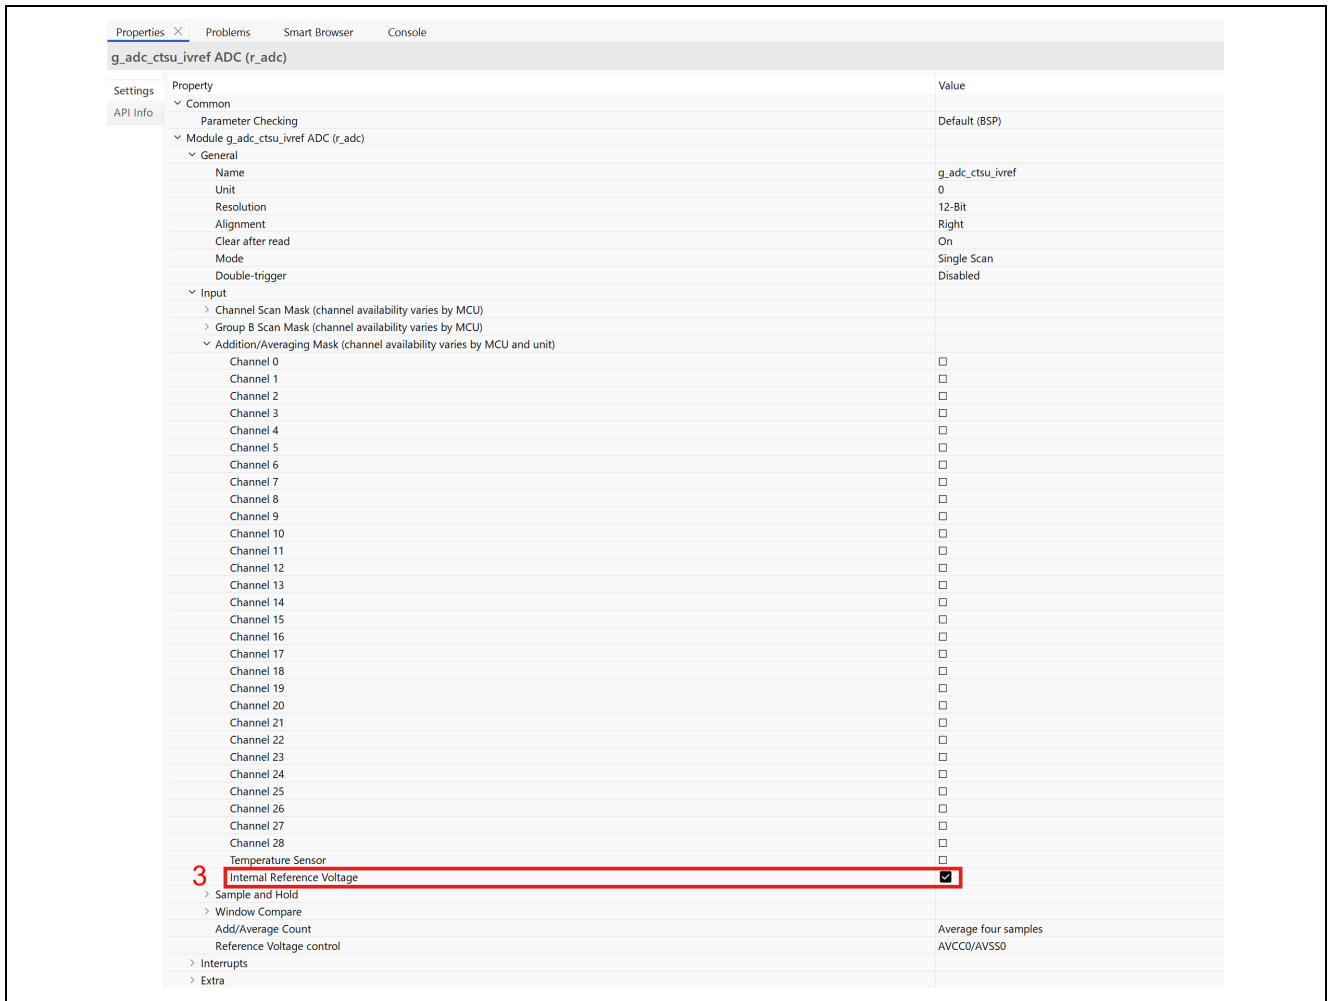 Properties Problems Smart Browser Console
g_adc_ctsu_ivref ADC (r_adc)
Settings
API Info
Property Value
Common
Parameter Checking Default (BSP)
Module g_adc_ctsu_ivref ADC (r_adc)
General
Name g_adc_ctsu_ivref
Unit 0
Resolution 12-Bit
Alignment Right
Clear after read On
Mode Single Scan
Double-trigger Disabled
Input
Channel Scan Mask (channel availability varies by MCU)
Group B Scan Mask (channel availability varies by MCU)
Addition/Averaging Mask (channel availability varies by MCU and unit)
Channel 0
Channel 1
Channel 2
Channel 3
Channel 4
Channel 5
Channel 6
Channel 7
Channel 8
Channel 9
Channel 10
Channel 11
Channel 12
Channel 13
Channel 14
Channel 15
Channel 16
Channel 17
Channel 18
Channel 19
Channel 20
Channel 21
Channel 22
Channel 23
Channel 24
Channel 25
Channel 26
Channel 27
Channel 28
Temperature Sensor
3 Internal Reference Voltage
Sample and Hold
Window Compare
Add/Average Count Average four samples
Reference Voltage control AVCC0/AVSS0
Interrupts
Extra